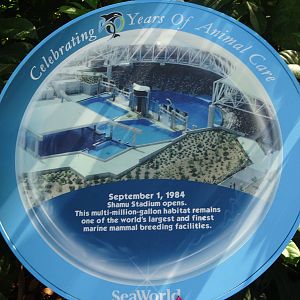 Celebrating Years Of Animal Care
September 1, 1984
Shamu Stadium opens.
This multi-million-gallon habitat remains
one of the world's largest and finest
marine mammal breeding facilities.
SeaWorld